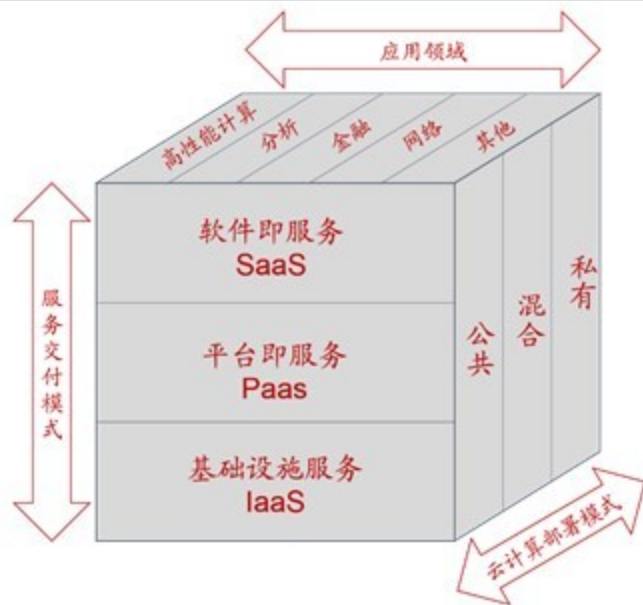 应用领域
高性能计算
分析
金融
网络
其他
软件即服务
SaaS
平台即服务
Paas
基础设施服务
IaaS
服务交付模式
公共
混合
私有
云计算部署模式